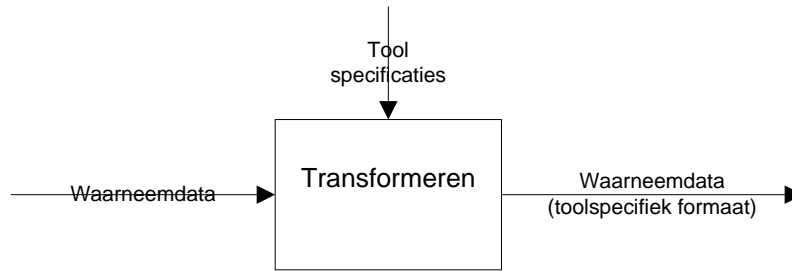 Tool
specificaties
Transformeren
Waarneemdata
Waarneemdata
(toolspecifiek formaat)